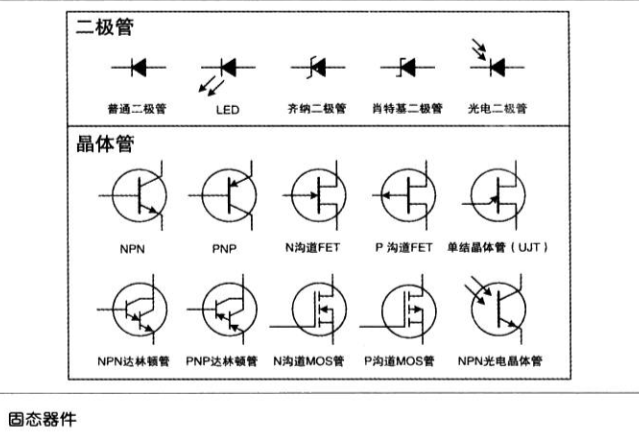 二极管
普通二极管 LED 齐纳二极管 肖特基二极管 光电二极管
晶体管
NPN PNP N沟道FET P 沟道FET 单结晶体管（UJT）
NPN达林顿管 PNP达林顿管 N沟道MOS管 P沟道MOS管 NPN光电晶体管
固态器件